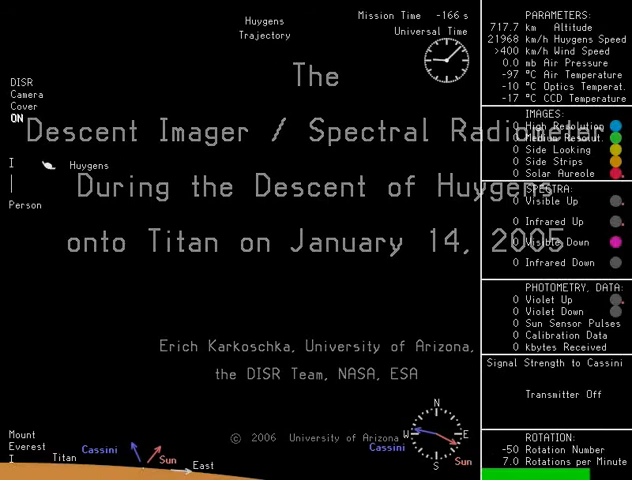 Huygens
Trajectory
Mission Time -166 s
Universal Time
DISR
Camera
Cover
ON
The
Descent Imager / Spectral Radiometer
I
Huygens
Person
During the Descent of Huygens
onto Titan on January 14, 2005
Erich Karkoschka, University of Arizona,
the DISR Team, NASA, ESA
© 2006 University of Arizona
Mount
Everest
I
Titan
Cassini
Sun
East
N
W
E
S
Cassini
Sun
PARAMETERS:
717.7 km Altitude
21968 km/h Huygens Speed
>400 km/h Wind Speed
0.0 mb Air Pressure
-97 °C Air Temperature
-10 °C Optics Temperat.
-17 °C CCD Temperature
IMAGES:
0 High Resolution
0 Medium Resolut.
0 Side Looking
0 Side Strips
0 Solar Aureole
SPECTRA:
0 Visible Up
0 Infrared Up
0 Visible Down
0 Infrared Down
PHOTOMETRY, DATA:
0 Violet Up
0 Violet Down
0 Sun Sensor Pulses
0 Calibration Data
0 kbytes Received
Signal Strength to Cassini
Transmitter Off
ROTATION:
-50 Rotation Number
7.0 Rotations per Minute